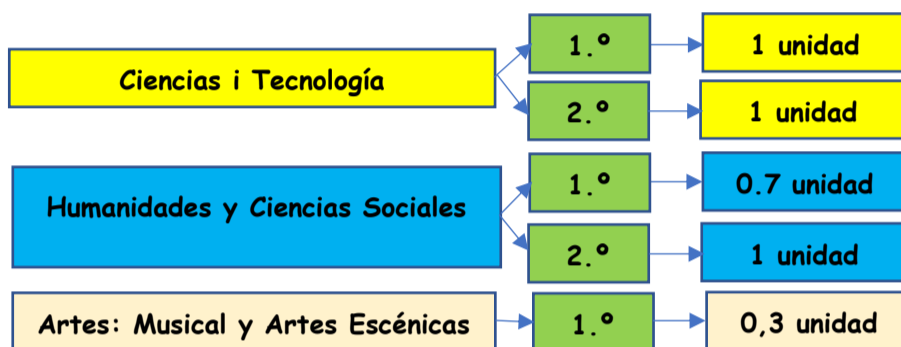 1.º
1 unidad
Ciencias i Tecnología
2.º
1 unidad
1.º
0.7 unidad
Humanidades y Ciencias Sociales
2.º
1 unidad
Artes: Musical y Artes Escénicas
1.º
0,3 unidad